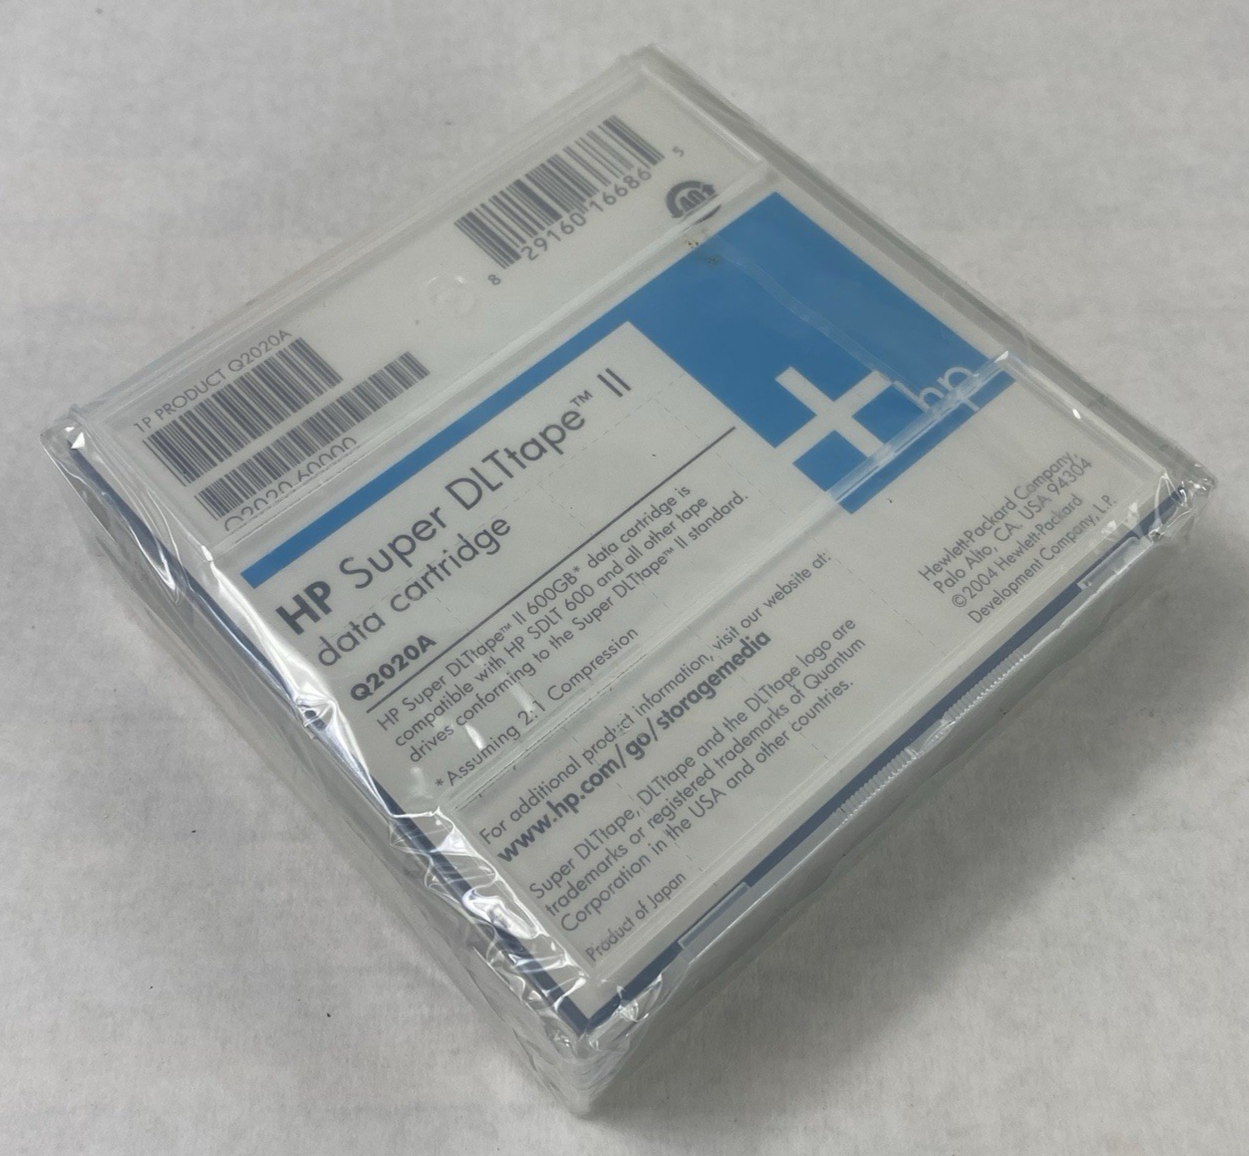 8 29160 16686 5
1P PRODUCT Q2020A
Q2020 60000
hp
HP Super DLTtape™ II
data cartridge
Q2020A
HP Super DLTtape™ II 600GB* data cartridge is
compatible with HP SDLT 600 and all other tape
drives conforming to the Super DLTtape™ II standard.
*Assuming 2:1 Compression
For additional product information, visit our website at:
www.hp.com/go/storagemedia
Super DLTtape, DLTtape and the DLTtape logo are
trademarks or registered trademarks of Quantum
Corporation in the USA and other countries.
Product of Japan
Hewlett-Packard Company,
Palo Alto, CA. USA 94304
©2004 Hewlett-Packard
Development Company, L.P.